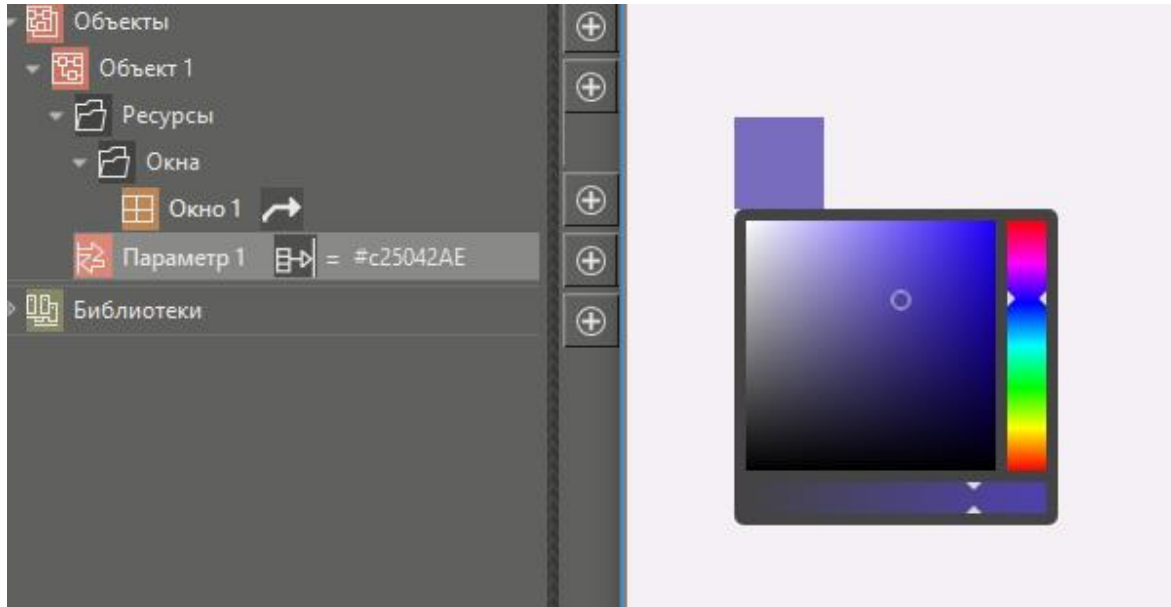 Объекты
Объект 1
Ресурсы
Окна
Окно 1
Параметр 1 = #c25042AE
Библиотеки